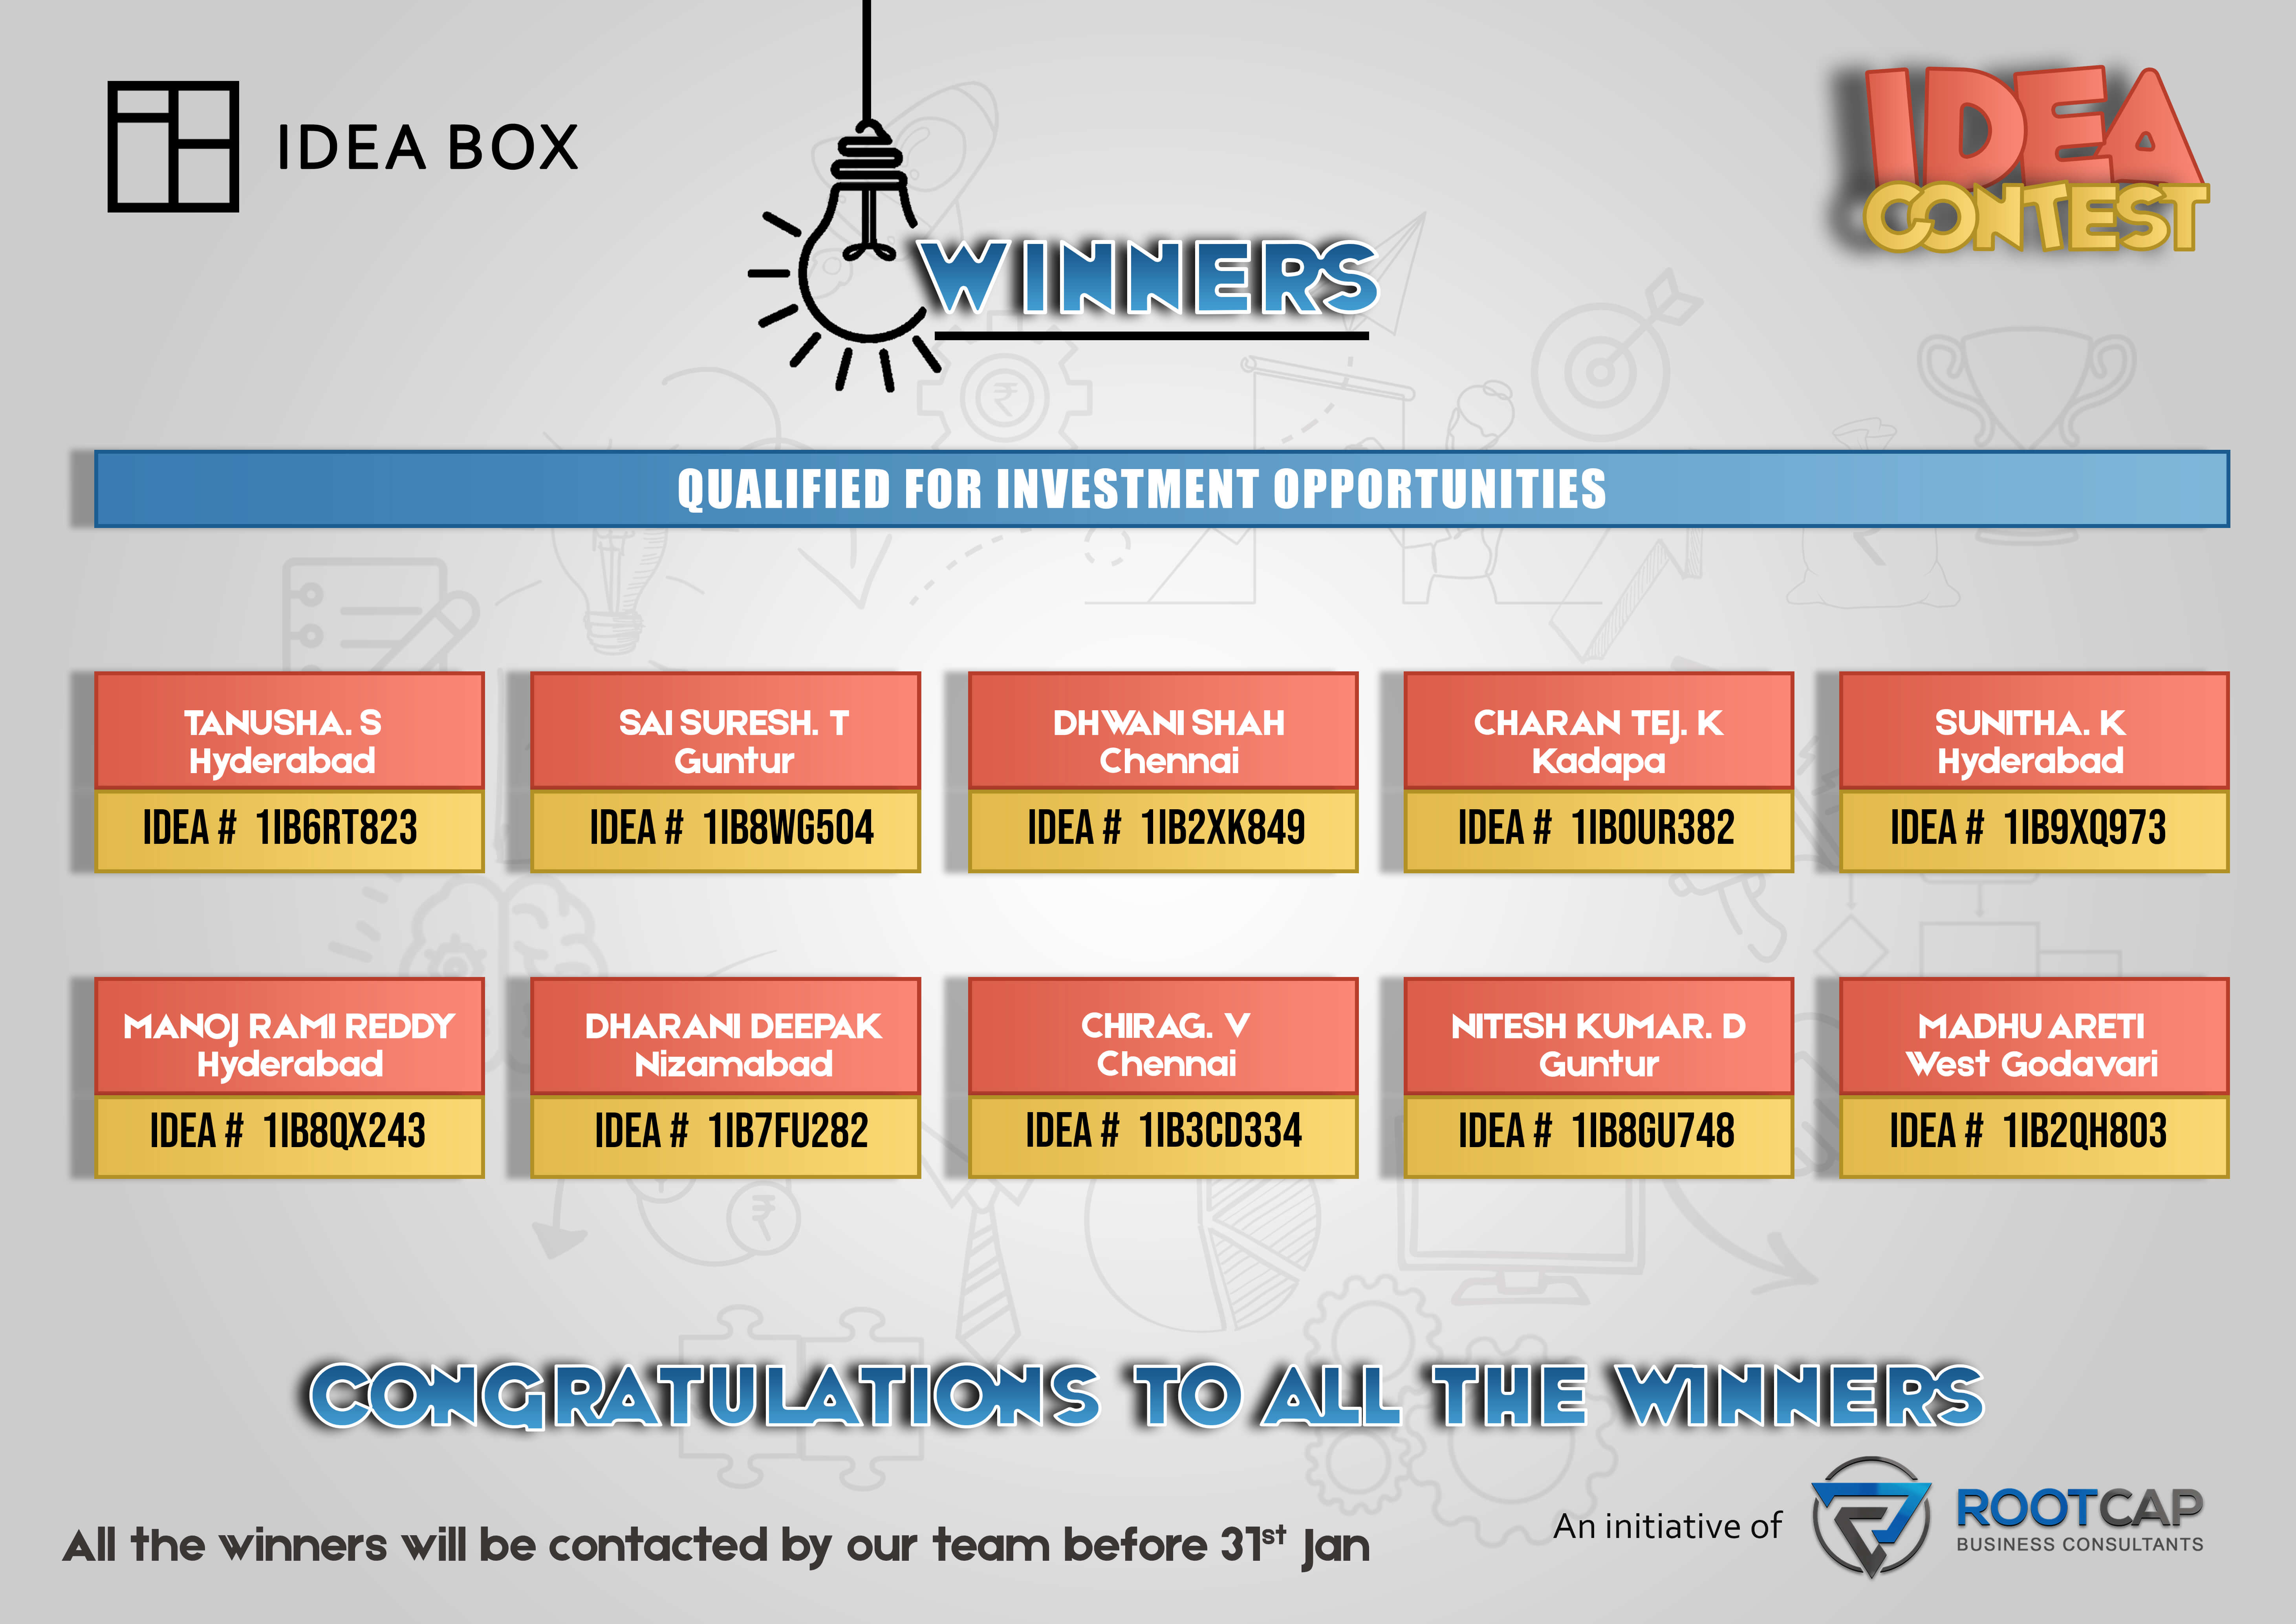 IDEA BOX
IDEA
CONTEST
WINNERS
QUALIFIED FOR INVESTMENT OPPORTUNITIES
TANUSHA. S
Hyderabad
IDEA # 1IB6RT823
SAI SURESH. T
Guntur
IDEA # 1IB8WG504
DHWANI SHAH
Chennai
IDEA # 1IB2XK849
CHARAN TEJ. K
Kadapa
IDEA # 1IB0UR382
SUNITHA. K
Hyderabad
IDEA # 1IB9XQ973
MANOJ RAMI REDDY
Hyderabad
IDEA # 1IB8QX243
DHARANI DEEPAK
Nizamabad
IDEA # 1IB7FU282
CHIRAG. V
Chennai
IDEA # 1IB3CD334
NITESH KUMAR. D
Guntur
IDEA # 1IB8GU748
MADHU ARETI
West Godavari
IDEA # 1IB2QH803
CONGRATULATIONS TO ALL THE WINNERS
All the winners will be contacted by our team before 31st Jan
An initiative of
ROOTCAP
BUSINESS CONSULTANTS